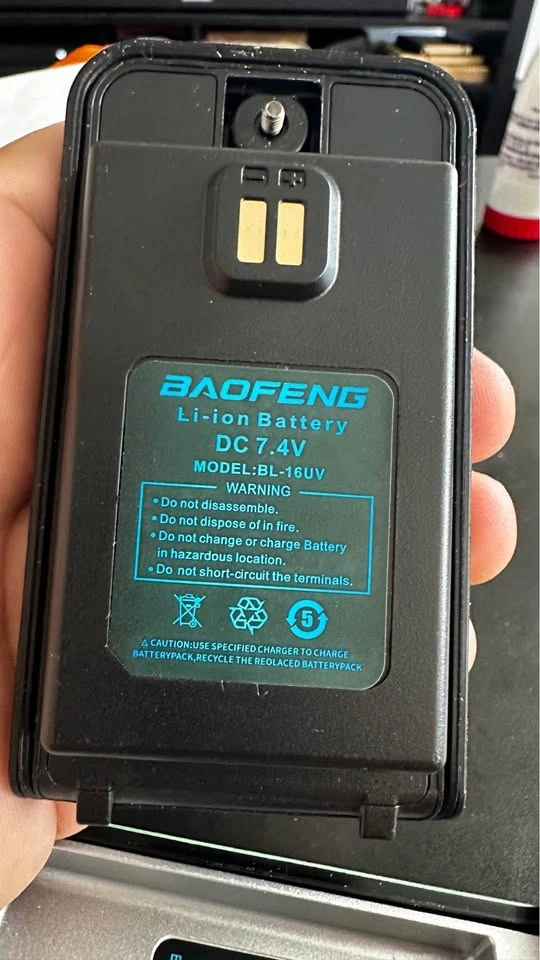 − +
BAOFENG
Li-ion Battery
DC 7.4V
MODEL:BL-16UV
WARNING
• Do not disassemble.
• Do not dispose of in fire.
• Do not change or charge Battery
in hazardous location.
• Do not short-circuit the terminals.
5
⚠ CAUTION:USE SPECIFIED CHARGER TO CHARGE
BATTERYPACK,RECYCLE THE REOLACED BATTERYPACK